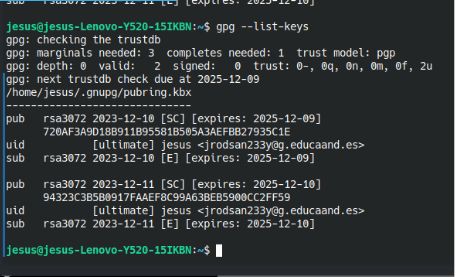 sub   rsa3072 2023-12-11 [E] [expires: 2025-12-10]
jesus@jesus-Lenovo-Y520-15IKBN:~$ gpg --list-keys
gpg: checking the trustdb
gpg: marginals needed: 3  completes needed: 1  trust model: pgp
gpg: depth: 0  valid:   2  signed:   0  trust: 0-, 0q, 0n, 0m, 0f, 2u
gpg: next trustdb check due at 2025-12-09
/home/jesus/.gnupg/pubring.kbx
------------------------------
pub   rsa3072 2023-12-10 [SC] [expires: 2025-12-09]
      720AF3A9D18B911B95581B505A3AEFBB27935C1E
uid           [ultimate] jesus <jrodsan233y@g.educaand.es>
sub   rsa3072 2023-12-10 [E] [expires: 2025-12-09]
pub   rsa3072 2023-12-11 [SC] [expires: 2025-12-10]
      94323C3B5B0917FAAEF8C99A63BEB5900CC2FF59
uid           [ultimate] jesus <jrodsan233y@g.educaand.es>
sub   rsa3072 2023-12-11 [E] [expires: 2025-12-10]
jesus@jesus-Lenovo-Y520-15IKBN:~$